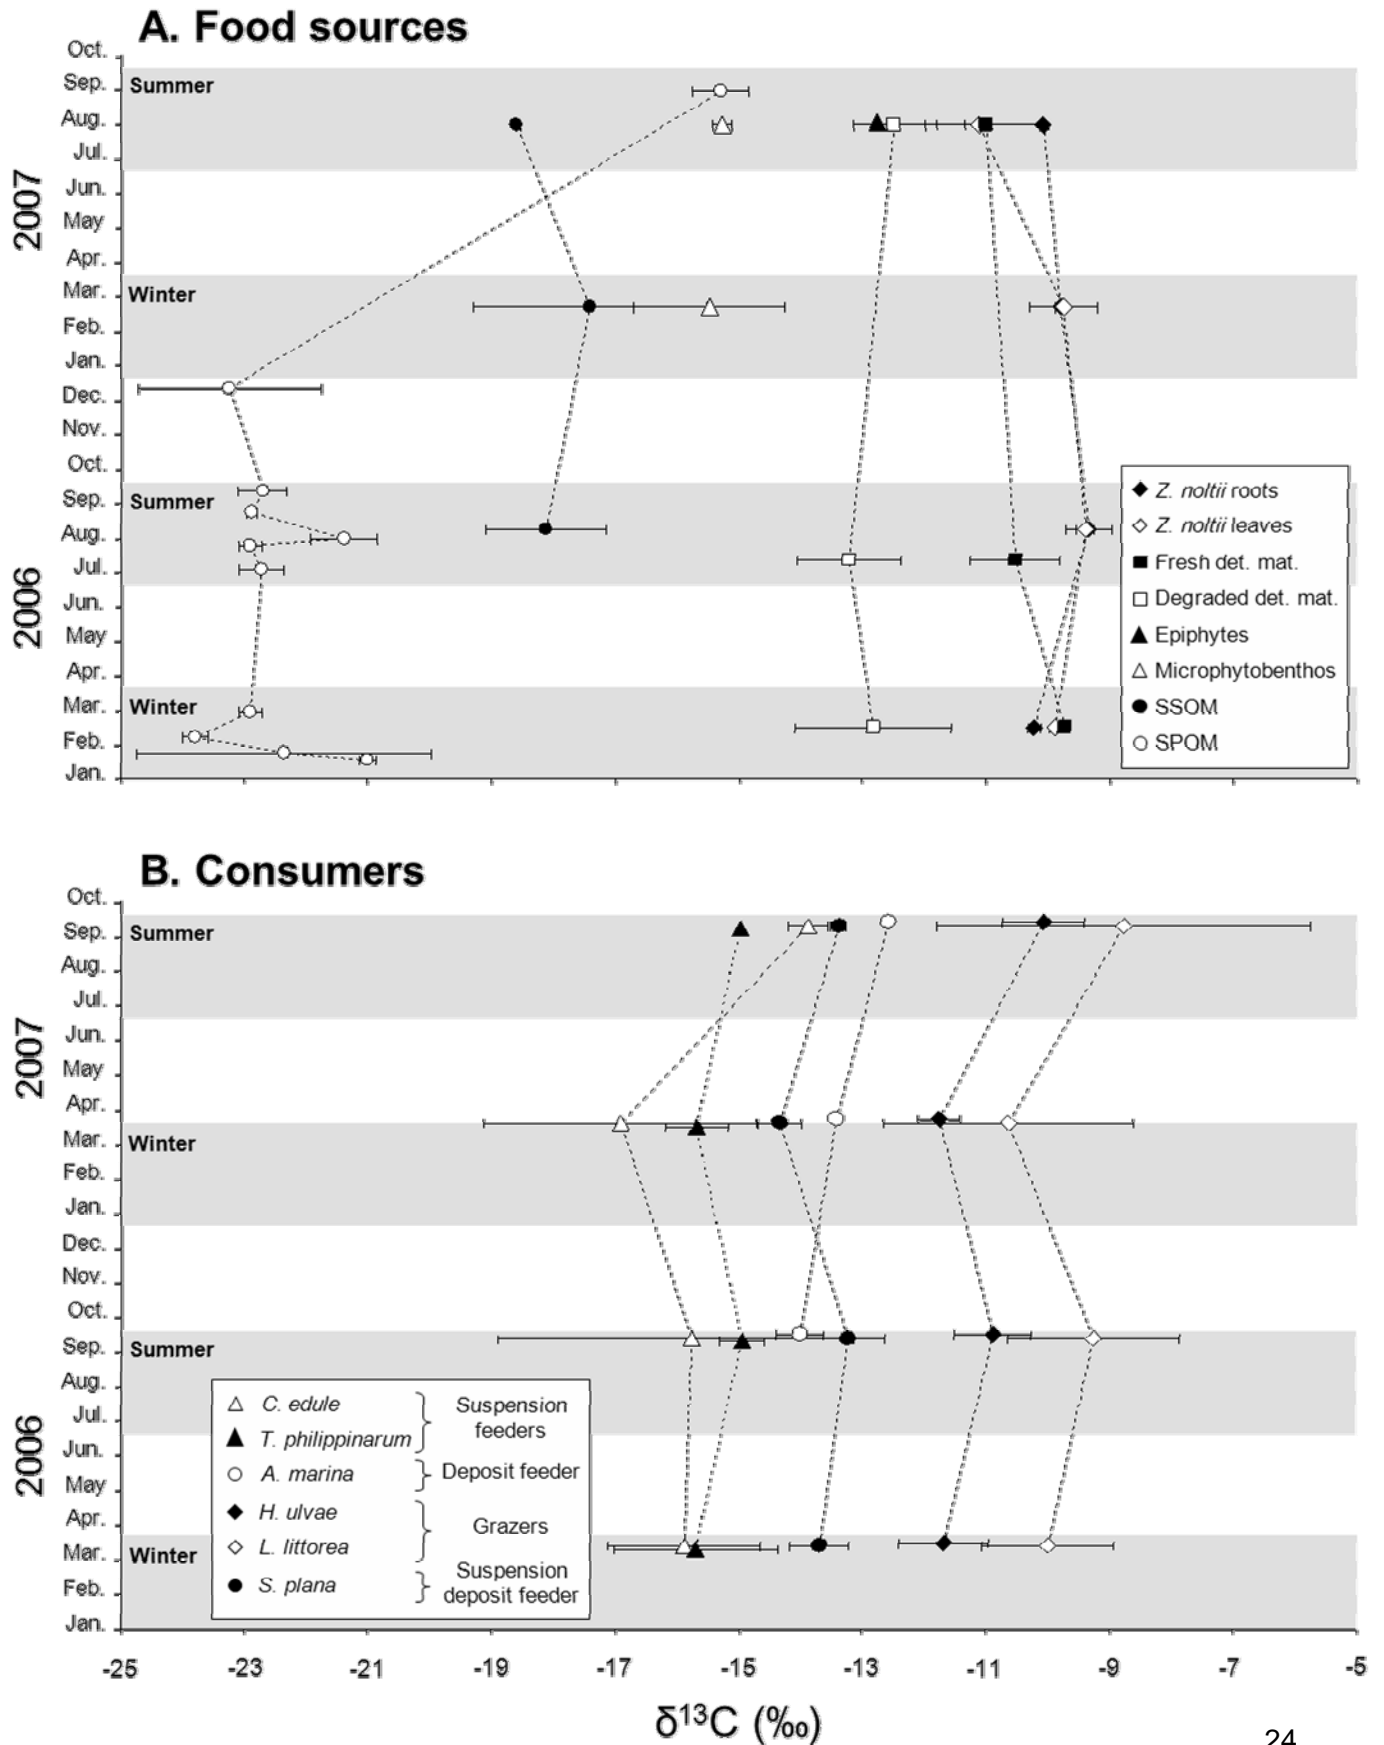 A. Food sources
Oct.
Sep.
Aug.
Jul.
Jun.
May
Apr.
Mar.
Feb.
Jan.
Dec.
Nov.
Oct.
Sep.
Aug.
Jul.
Jun.
May
Apr.
Mar.
Feb.
Jan.
2007
2006
Summer
Winter
Summer
Winter
Z. noltii roots
Z. noltii leaves
Fresh det. mat.
Degraded det. mat.
Epiphytes
Microphytobenthos
SSOM
SPOM
B. Consumers
Oct.
Sep.
Aug.
Jul.
Jun.
May
Apr.
Mar.
Feb.
Jan.
Dec.
Nov.
Oct.
Sep.
Aug.
Jul.
Jun.
May
Apr.
Mar.
Feb.
Jan.
2007
2006
Summer
Winter
Summer
Winter
C. edule
T. philippinarum
Suspension
feeders
A. marina
Deposit feeder
H. ulvae
L. littorea
Grazers
S. plana
Suspension
deposit feeder
-25 -23 -21 -19 -17 -15 -13 -11 -9 -7 -5
δ¹³C (‰)
24